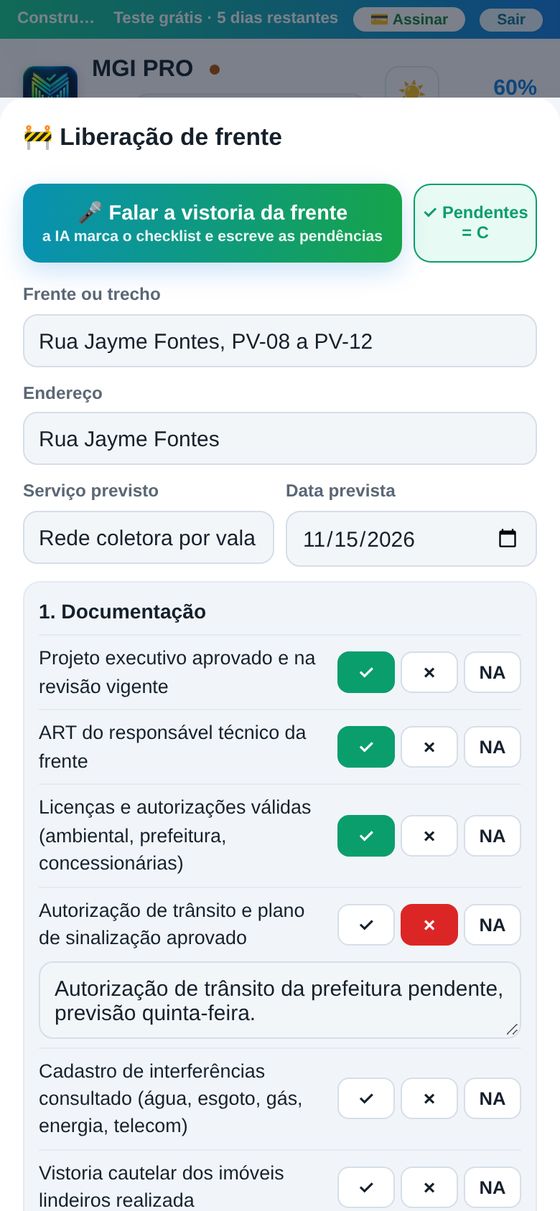 Constru… Teste grátis · 5 dias restantes 💳 Assinar Sair
MGI PRO
60%
🚧 Liberação de frente
🎤 Falar a vistoria da frente
a IA marca o checklist e escreve as pendências
✓ Pendentes
= C
Frente ou trecho
Rua Jayme Fontes, PV-08 a PV-12
Endereço
Rua Jayme Fontes
Serviço previsto Data prevista
Rede coletora por vala 11/15/2026
1. Documentação
Projeto executivo aprovado e na
revisão vigente
✓ ✕ NA
ART do responsável técnico da
frente
✓ ✕ NA
Licenças e autorizações válidas
(ambiental, prefeitura,
concessionárias)
✓ ✕ NA
Autorização de trânsito e plano
de sinalização aprovado
✓ ✕ NA
Autorização de trânsito da prefeitura pendente,
previsão quinta-feira.
Cadastro de interferências
consultado (água, esgoto, gás,
energia, telecom)
✓ ✕ NA
Vistoria cautelar dos imóveis
lindeiros realizada
✓ ✕ NA